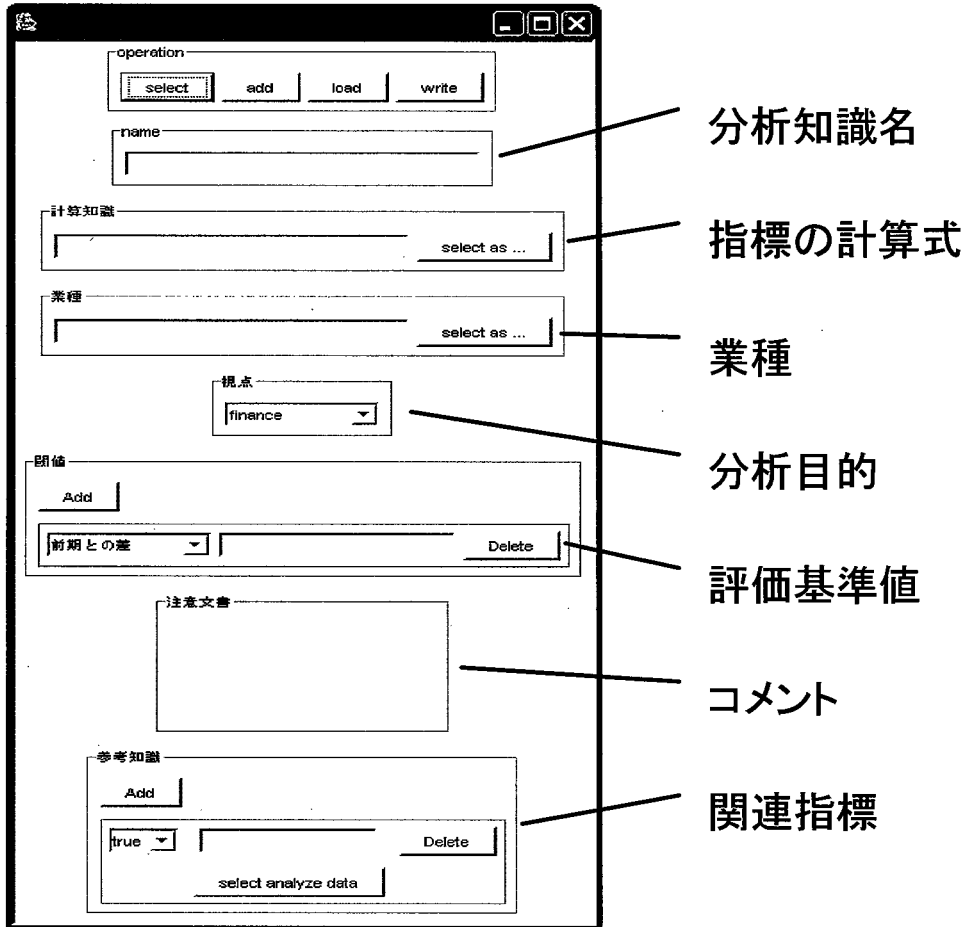 operation
select add load write
name
分析知識名
計算知識
select as ...
指標の計算式
業種
select as ...
業種
視点
finance
分析目的
閾値
Add
前期との差 Delete
評価基準値
注意文書
コメント
参考知識
Add
関連指標
true Delete
select analyze data